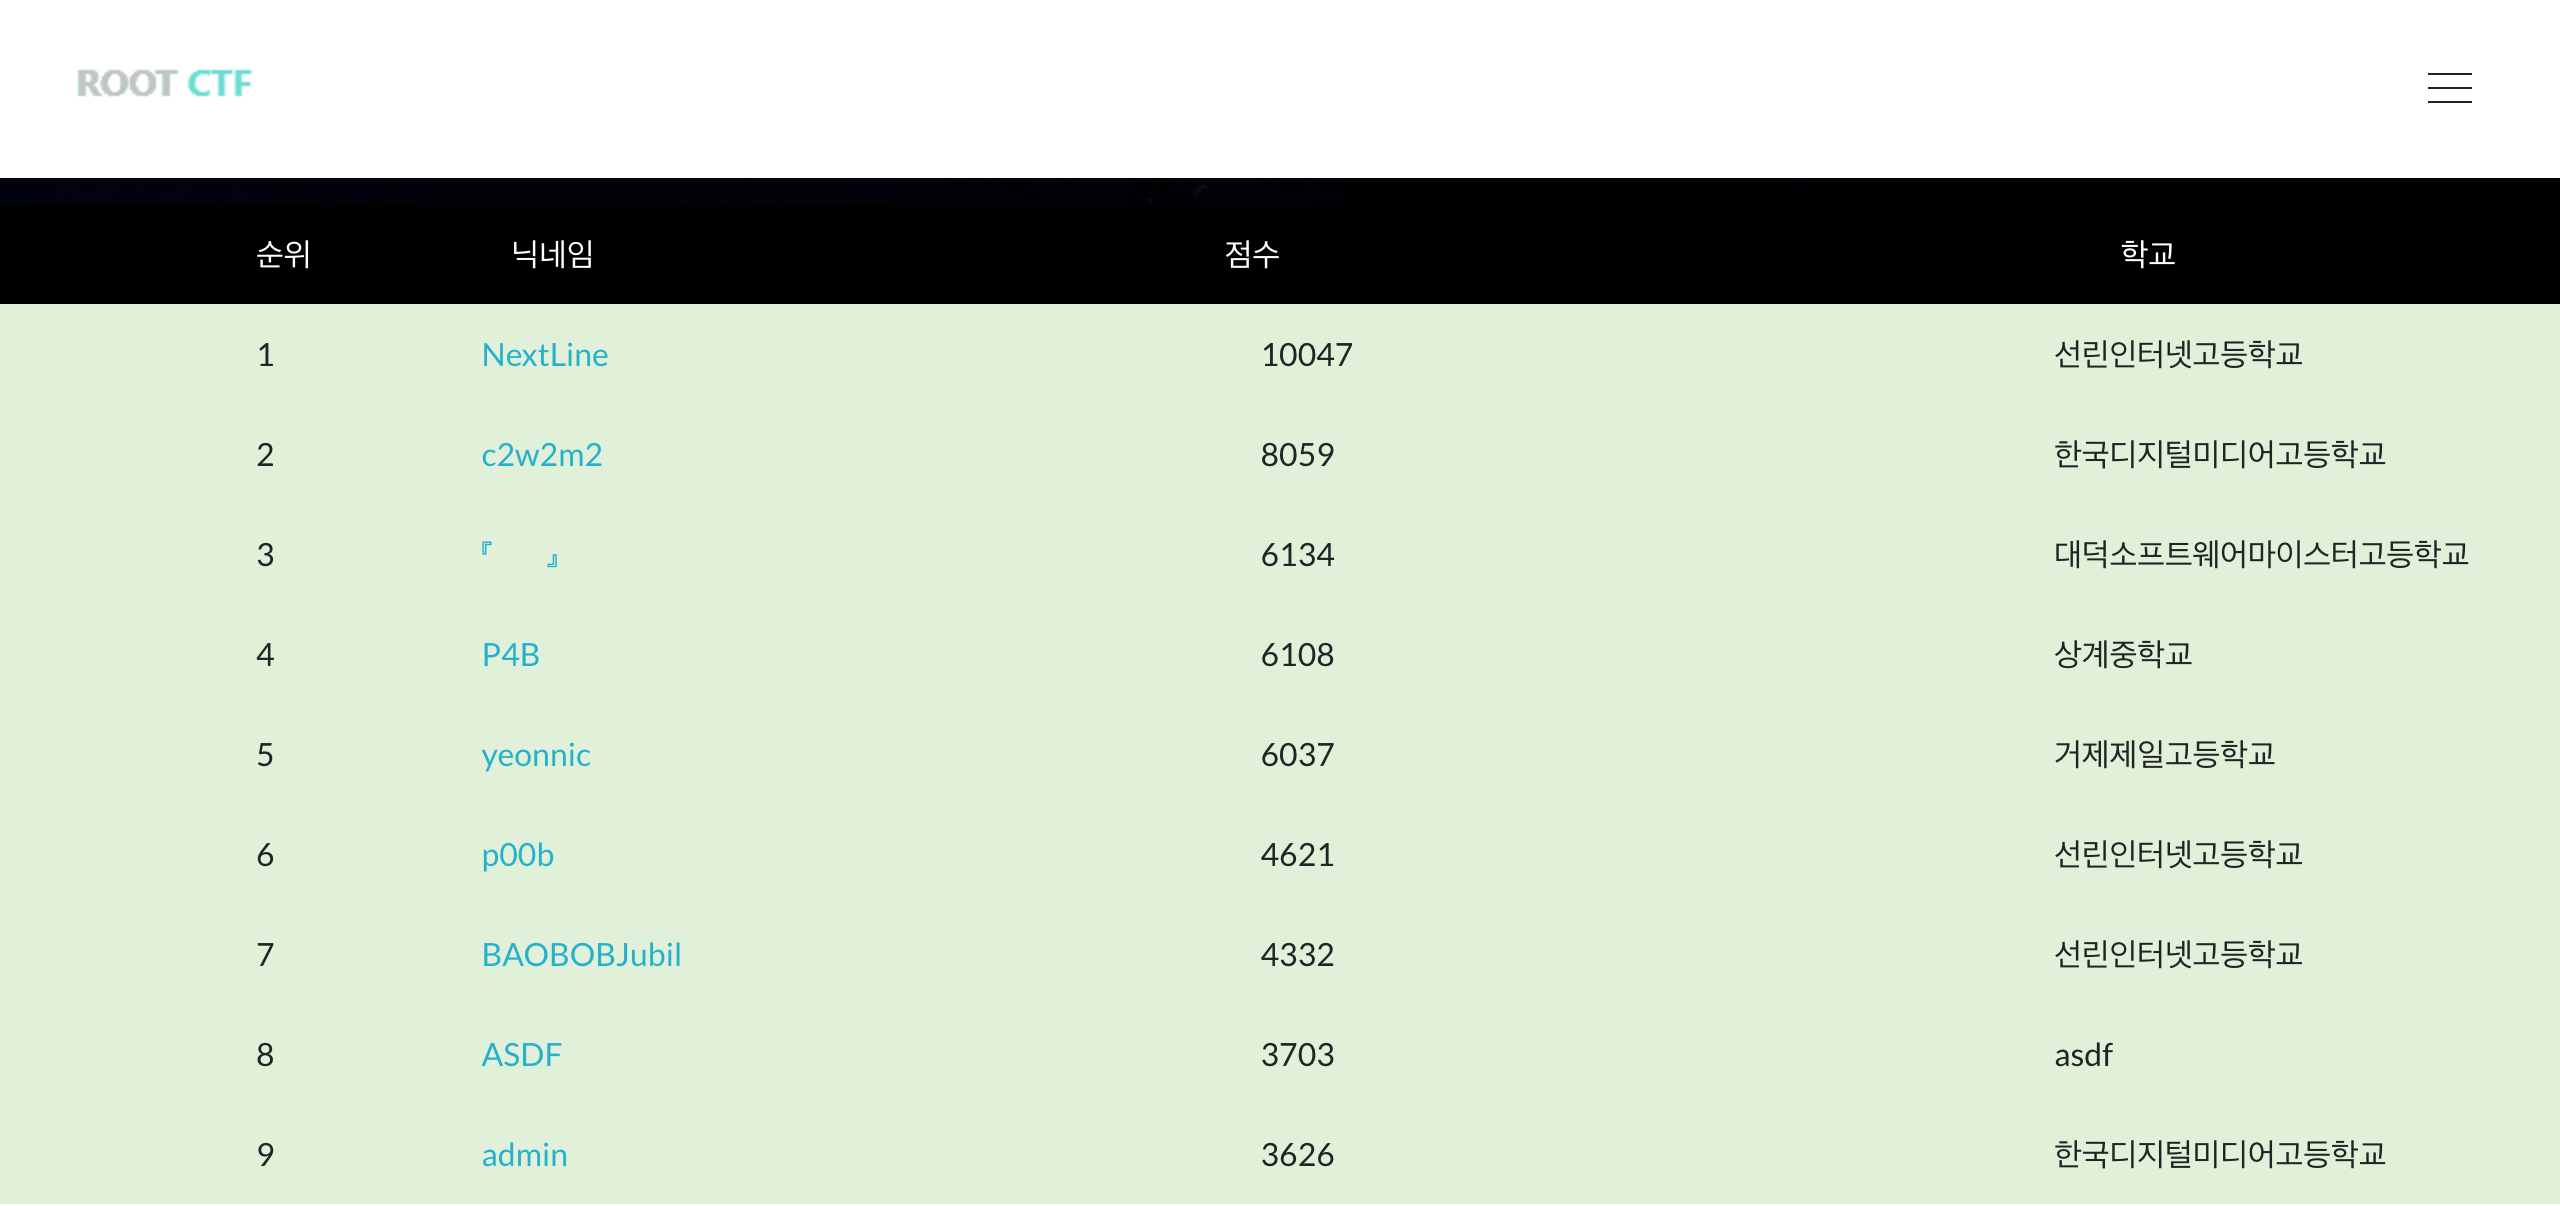 ROOT CTF
순위 닉네임 점수 학교
1 NextLine 10047 선린인터넷고등학교
2 c2w2m2 8059 한국디지털미디어고등학교
3 『　　』 6134 대덕소프트웨어마이스터고등학교
4 P4B 6108 상계중학교
5 yeonnic 6037 거제제일고등학교
6 p00b 4621 선린인터넷고등학교
7 BAOBOBJubil 4332 선린인터넷고등학교
8 ASDF 3703 asdf
9 admin 3626 한국디지털미디어고등학교